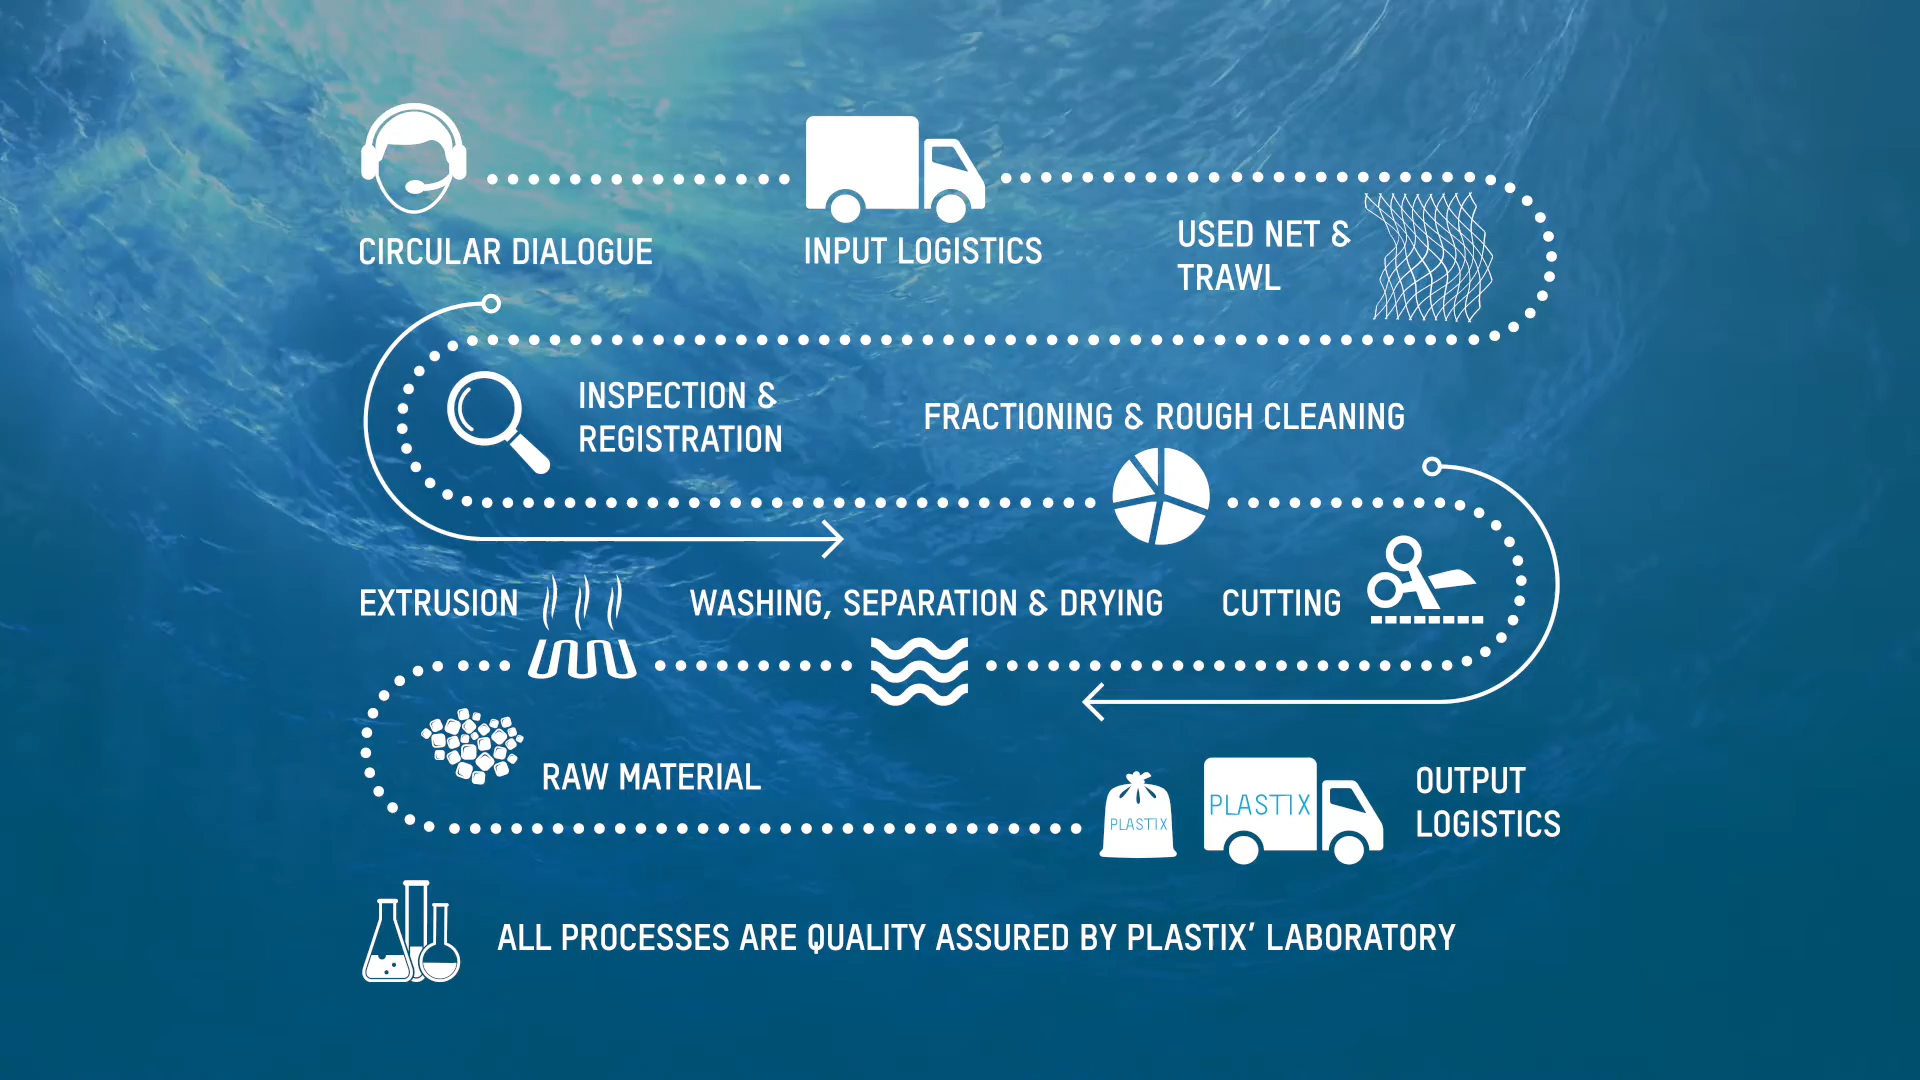 CIRCULAR DIALOGUE
INPUT LOGISTICS
USED NET &
TRAWL
INSPECTION &
REGISTRATION
FRACTIONING & ROUGH CLEANING
EXTRUSION
WASHING, SEPARATION & DRYING
CUTTING
RAW MATERIAL
PLASTIX
PLASTIX
OUTPUT
LOGISTICS
ALL PROCESSES ARE QUALITY ASSURED BY PLASTIX’ LABORATORY